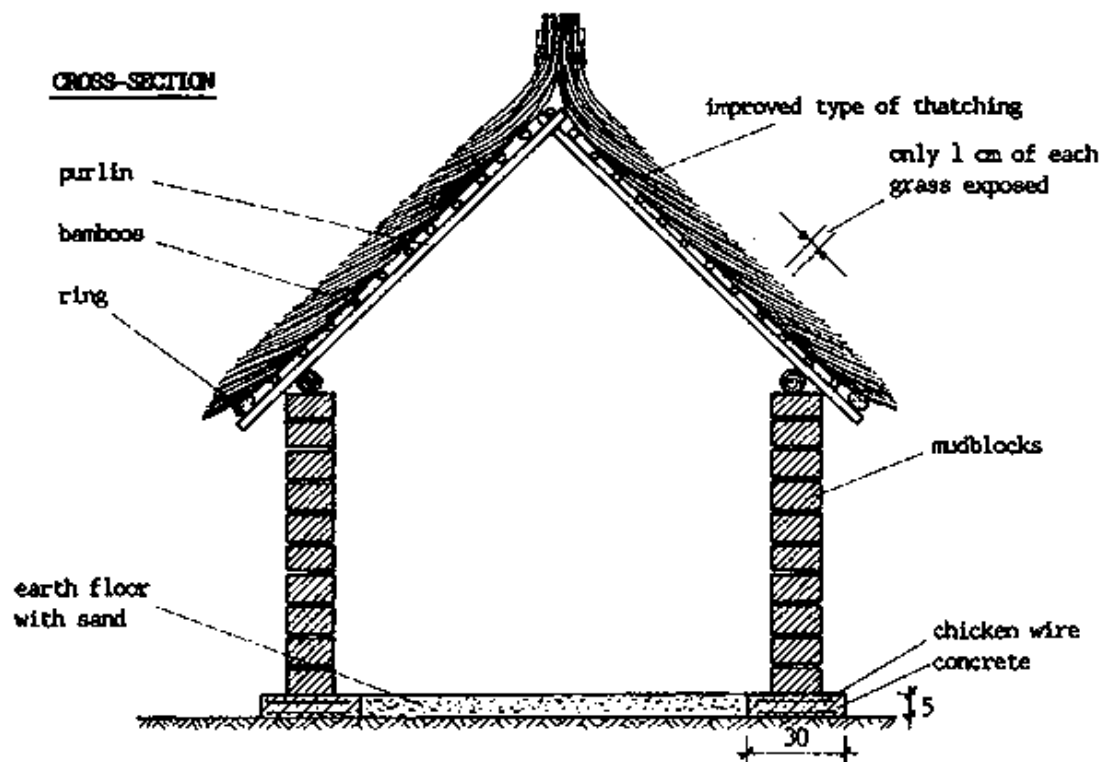 CROSS-SECTION
improved type of thatching
only 1 cm of each
grass exposed
purlin
bamboos
ring
mudblocks
earth floor
with sand
chicken wire
concrete
5
30